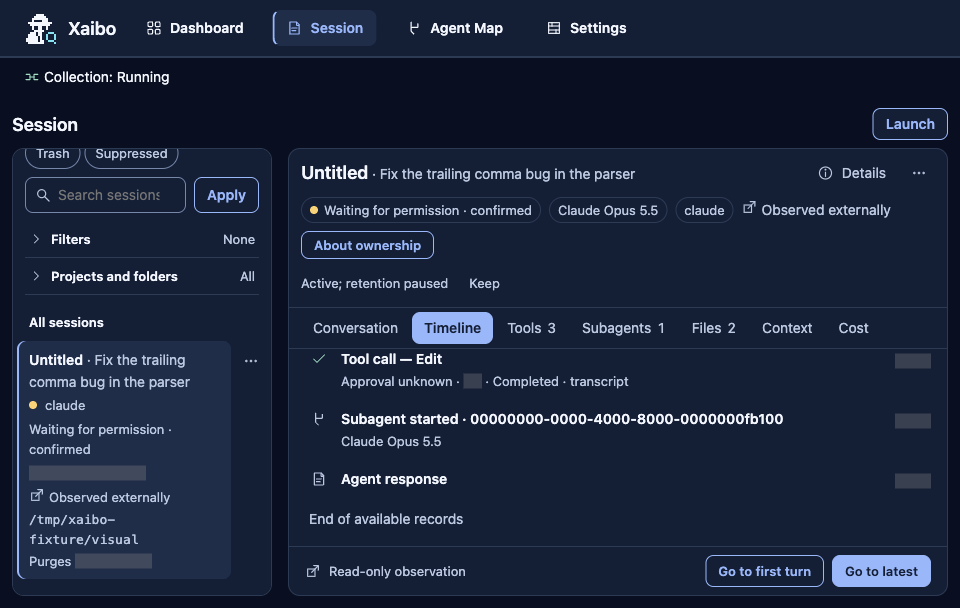 Xaibo
Dashboard
Session
Agent Map
Settings
Collection: Running
Session
Launch
Trash
Suppressed
Search sessions
Apply
Filters
None
Projects and folders
All
All sessions
Untitled · Fix the trailing
comma bug in the parser
claude
Waiting for permission ·
confirmed
Observed externally
/tmp/xaibo-
fixture/visual
Purges
Untitled · Fix the trailing comma bug in the parser
Details
Waiting for permission · confirmed
Claude Opus 5.5
claude
Observed externally
About ownership
Active; retention paused
Keep
Conversation
Timeline
Tools 3
Subagents 1
Files 2
Context
Cost
Tool call — Edit
Approval unknown · · Completed · transcript
Subagent started · 00000000-0000-4000-8000-0000000fb100
Claude Opus 5.5
Agent response
End of available records
Read-only observation
Go to first turn
Go to latest